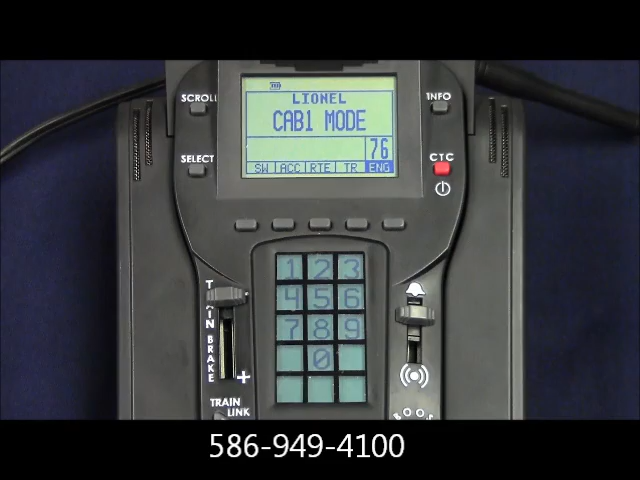 SCROLL
LIONEL
INFO
CAB1 MODE
76
SELECT
CTC
SW ACC RTE TR ENG
1 2 3
4 5 6
7 8 9
0
TRAIN BRAKE
+
TRAIN
LINK
586-949-4100